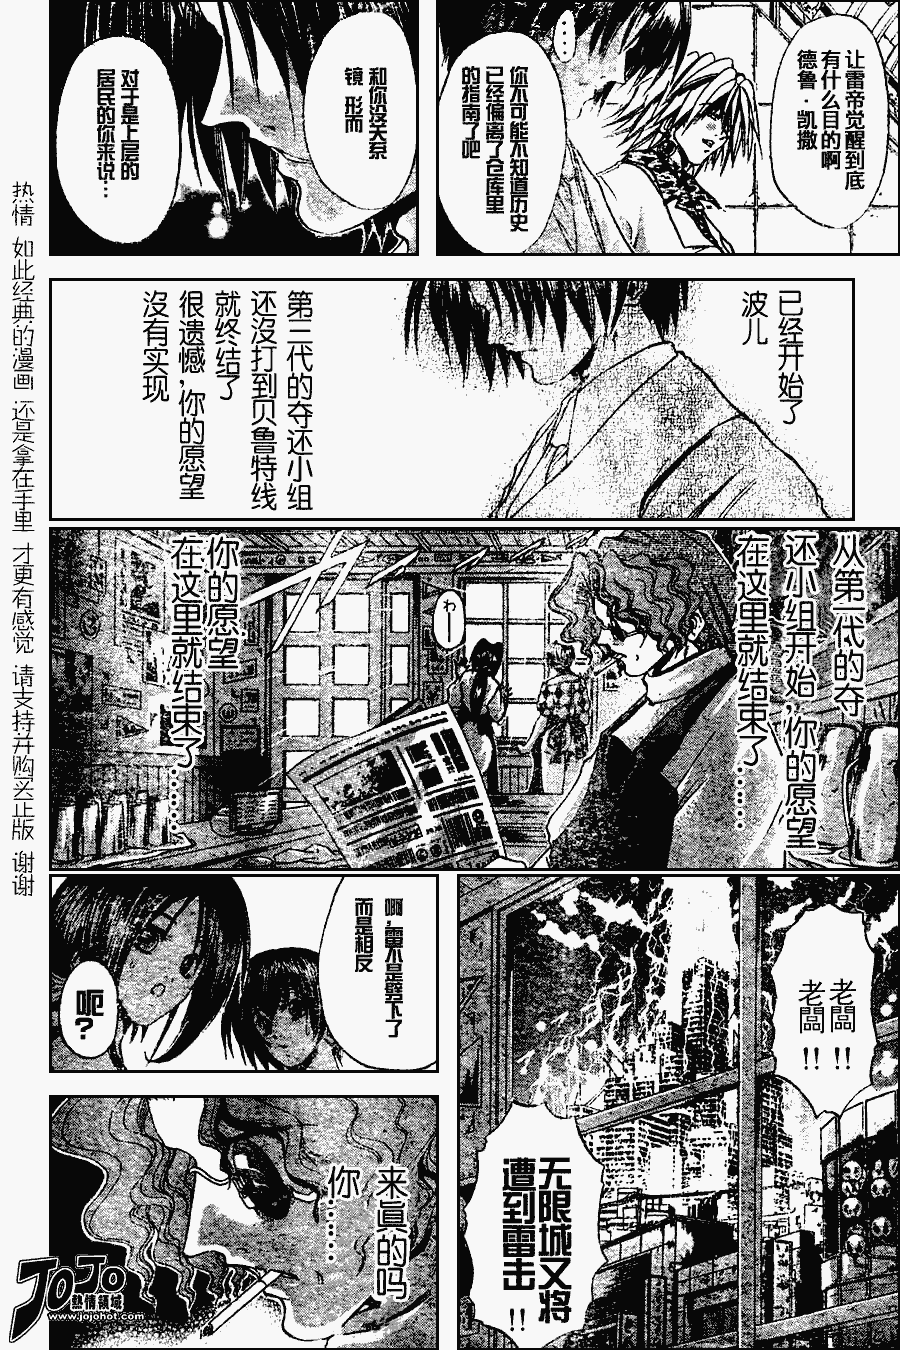 让雷帝觉醒到底
有什么目的啊
德鲁·凯撒
……
你不可能不知道历史
已经偏离了仓库里
的指南了吧
和你没关系
镜 形而
对于是上层的
居民的你来说…
已经开始了
波儿
第三代的夺还小组
还沒打到贝鲁特线
就终结了
很遗憾,你的愿望
沒有实现
从第一代的夺
还小组开始,你的愿望
在这里就结束了……
わー
你的愿望
在这里就结束了……
老闆!!
老闆!!
无限城又将
遭到雷击!!
啊,雷不是劈下了
而是相反
呃?
来真的吗
你……
热情 如此经典的漫画 还是拿在手里 才更有感觉 请支持并购买正版 谢谢
JOJO
热情领域
www.jojohot.com